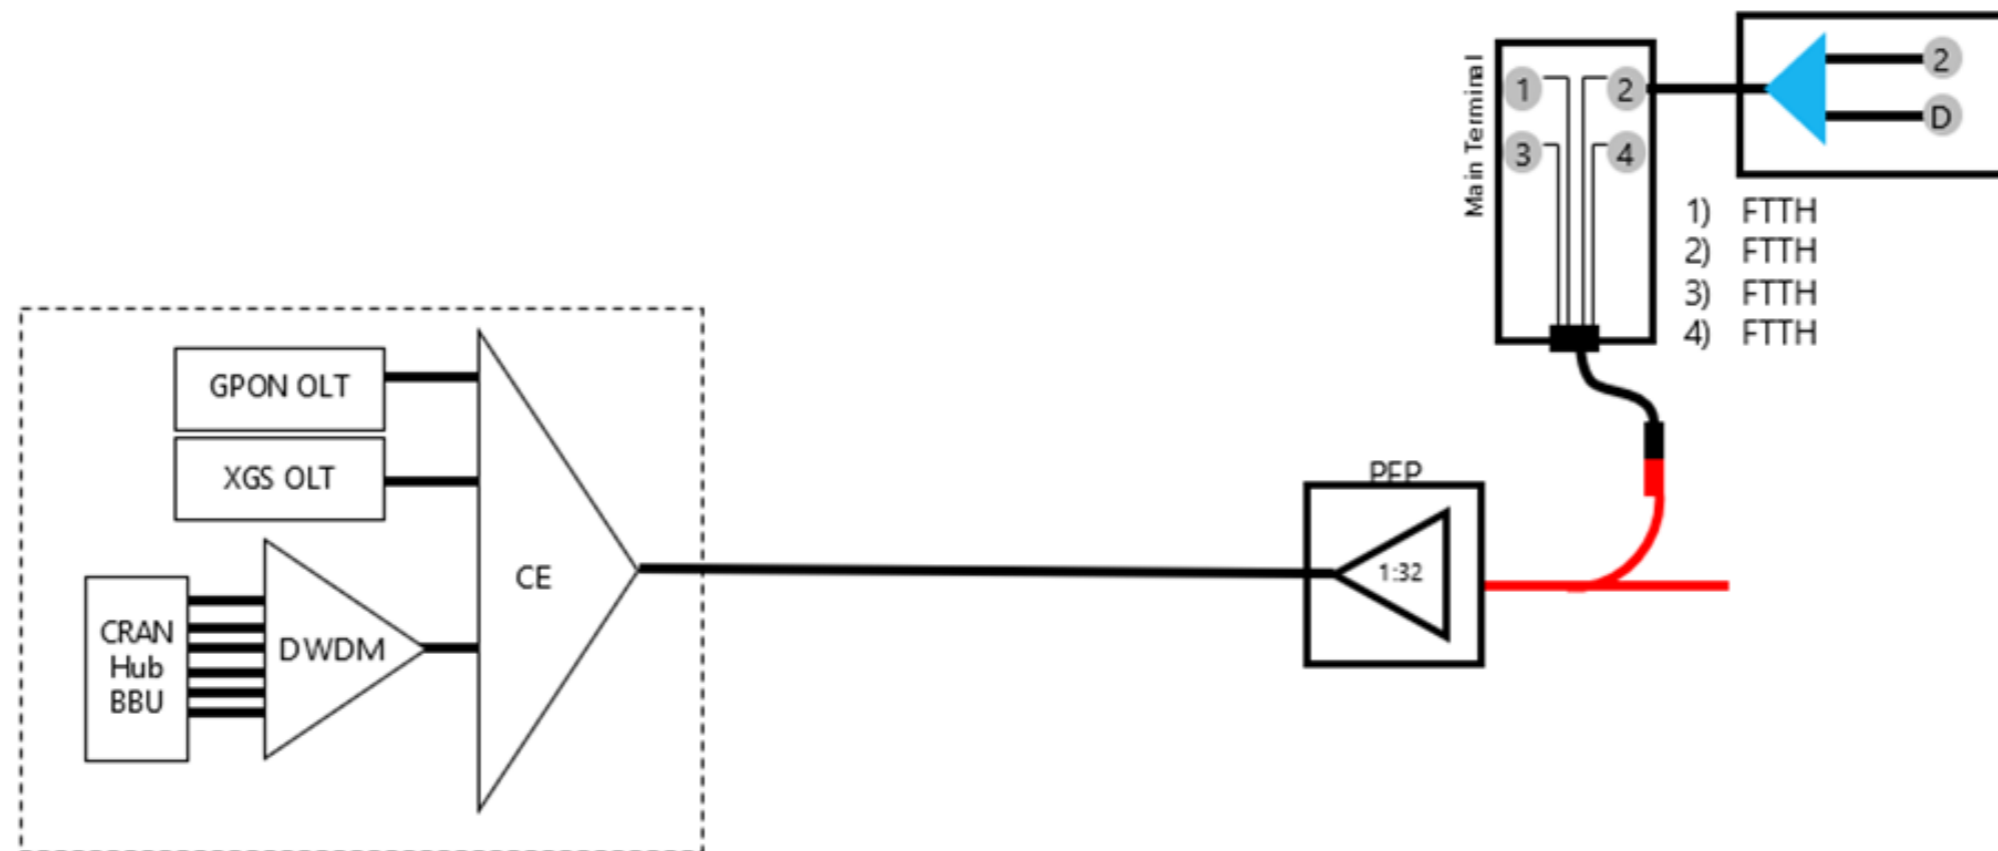 Main Terminal
1
2
3
4
2
D
1) FTTH
2) FTTH
3) FTTH
4) FTTH
GPON OLT
XGS OLT
CRAN
Hub
BBU
DWDM
CE
PFP
1:32